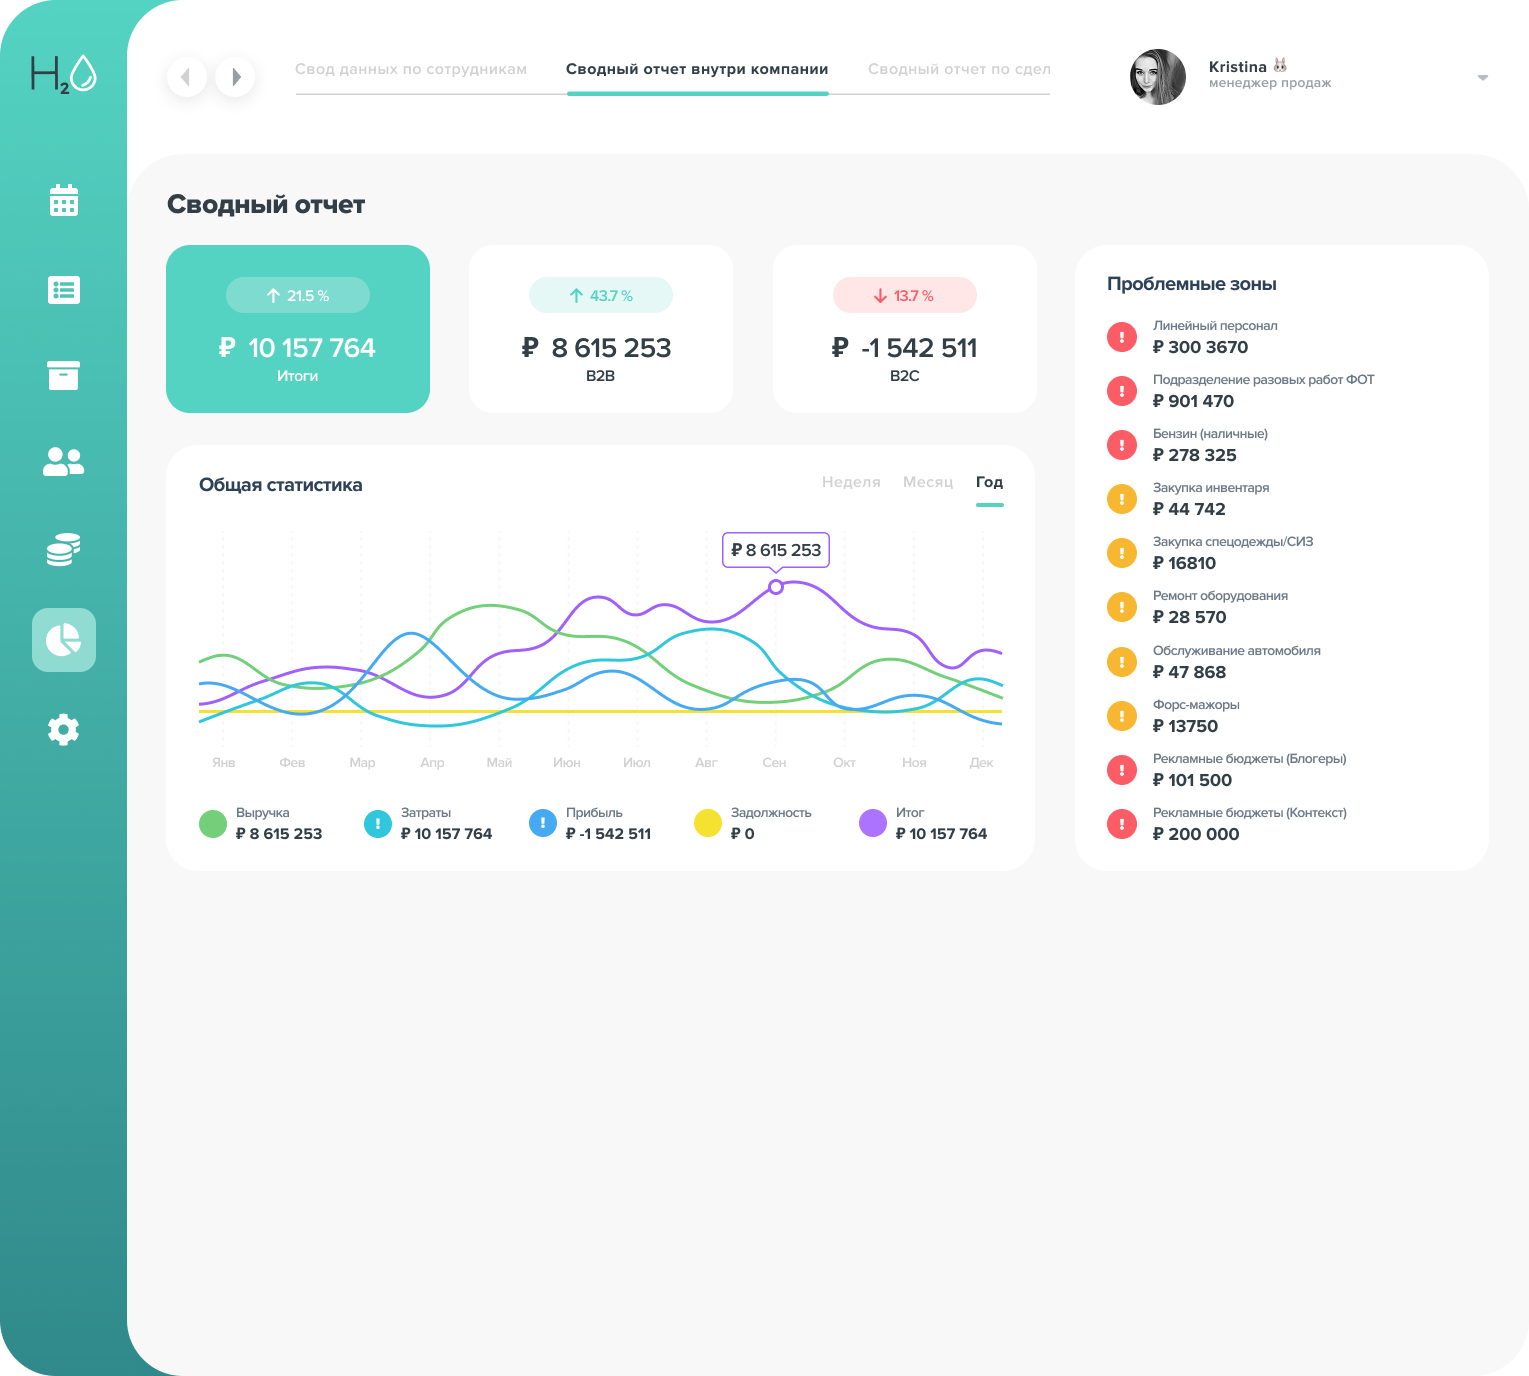 H2
Свод данных по сотрудникам
Сводный отчет внутри компании
Сводный отчет по сдел
Kristina 🐰
менеджер продаж
Сводный отчет
21.5 %
₽ 10 157 764
Итоги
43.7 %
₽ 8 615 253
B2B
13.7 %
₽ -1 542 511
B2C
Общая статистика
Неделя
Месяц
Год
₽ 8 615 253
Янв
Фев
Мар
Апр
Май
Июн
Июл
Авг
Сен
Окт
Ноя
Дек
Выручка
₽ 8 615 253
Затраты
₽ 10 157 764
Прибыль
₽ -1 542 511
Задолжность
₽ 0
Итог
₽ 10 157 764
Проблемные зоны
Линейный персонал
₽ 300 3670
Подразделение разовых работ ФОТ
₽ 901 470
Бензин (наличные)
₽ 278 325
Закупка инвентаря
₽ 44 742
Закупка спецодежды/СИЗ
₽ 16810
Ремонт оборудования
₽ 28 570
Обслуживание автомобиля
₽ 47 868
Форс-мажоры
₽ 13750
Рекламные бюджеты (Блогеры)
₽ 101 500
Рекламные бюджеты (Контекст)
₽ 200 000